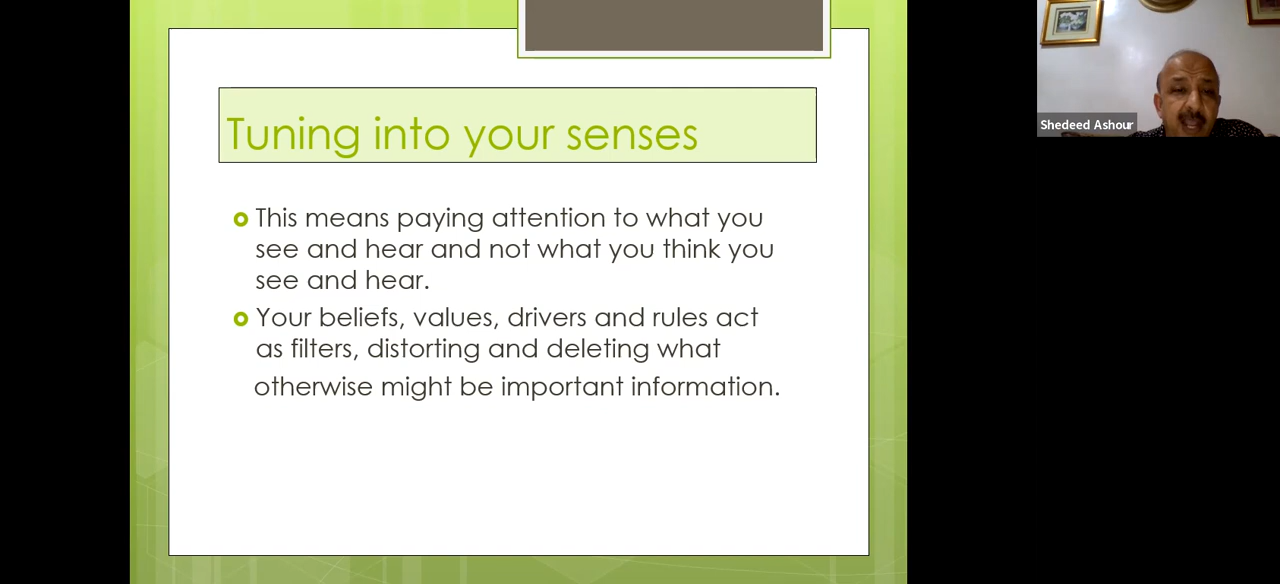 Tuning into your senses
This means paying attention to what you
see and hear and not what you think you
see and hear.
Your beliefs, values, drivers and rules act
as filters, distorting and deleting what
otherwise might be important information.
Shedeed Ashour